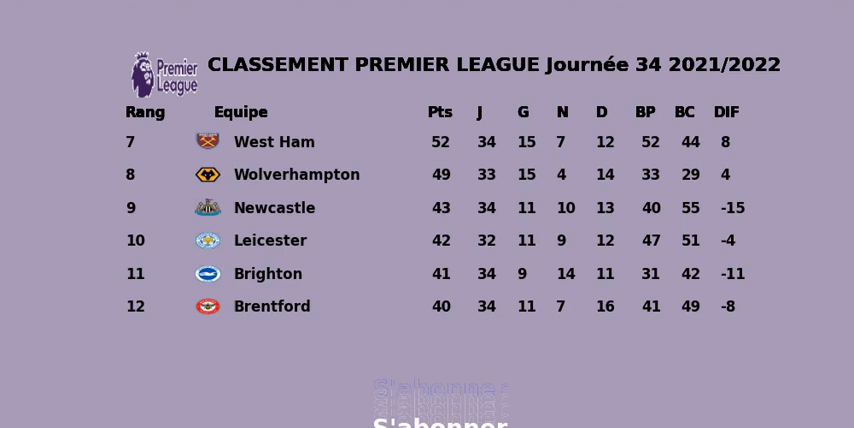 Premier League
CLASSEMENT PREMIER LEAGUE Journée 34 2021/2022
Rang Equipe Pts J G N D BP BC DIF
7 West Ham 52 34 15 7 12 52 44 8
8 Wolverhampton 49 33 15 4 14 33 29 4
9 Newcastle 43 34 11 10 13 40 55 -15
10 Leicester 42 32 11 9 12 47 51 -4
11 Brighton 41 34 9 14 11 31 42 -11
12 Brentford 40 34 11 7 16 41 49 -8
S'abonner
S'abonner